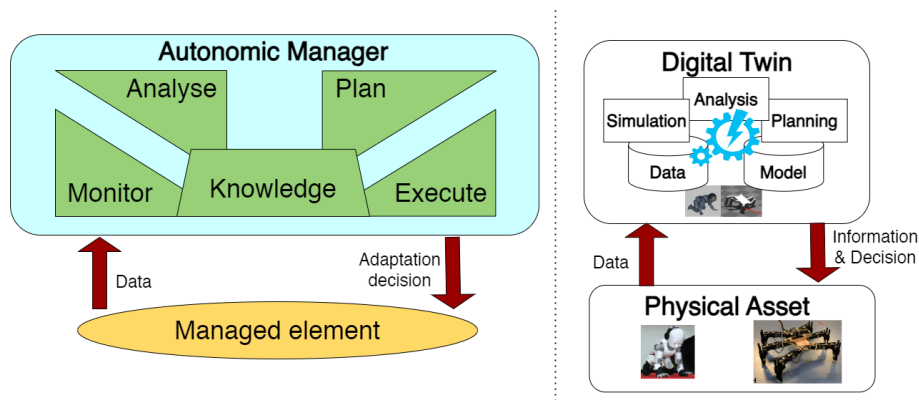 Autonomic Manager
Analyse
Plan
Monitor
Knowledge
Execute
Data
Adaptation
decision
Managed element
Digital Twin
Analysis
Simulation
Planning
Data
Model
Data
Information
& Decision
Physical Asset